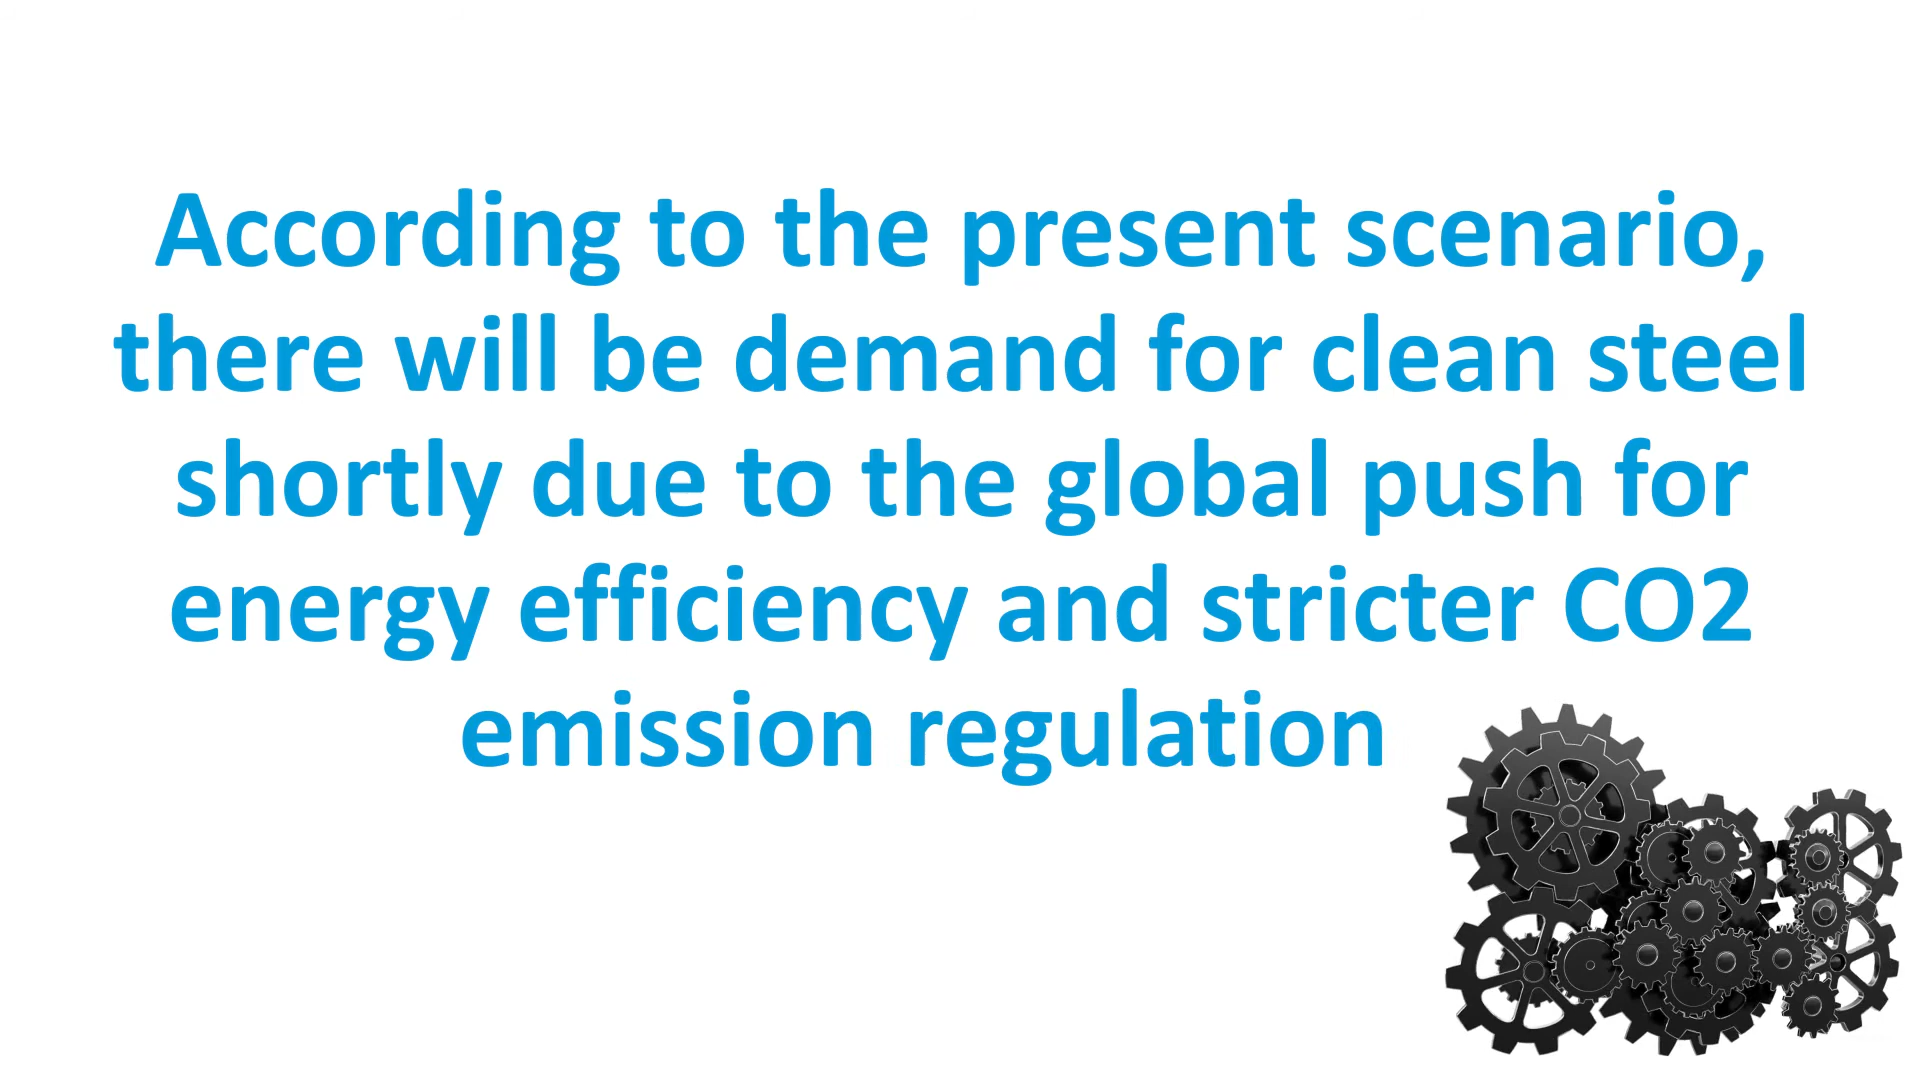 According to the present scenario,
there will be demand for clean steel
shortly due to the global push for
energy efficiency and stricter CO2
emission regulation